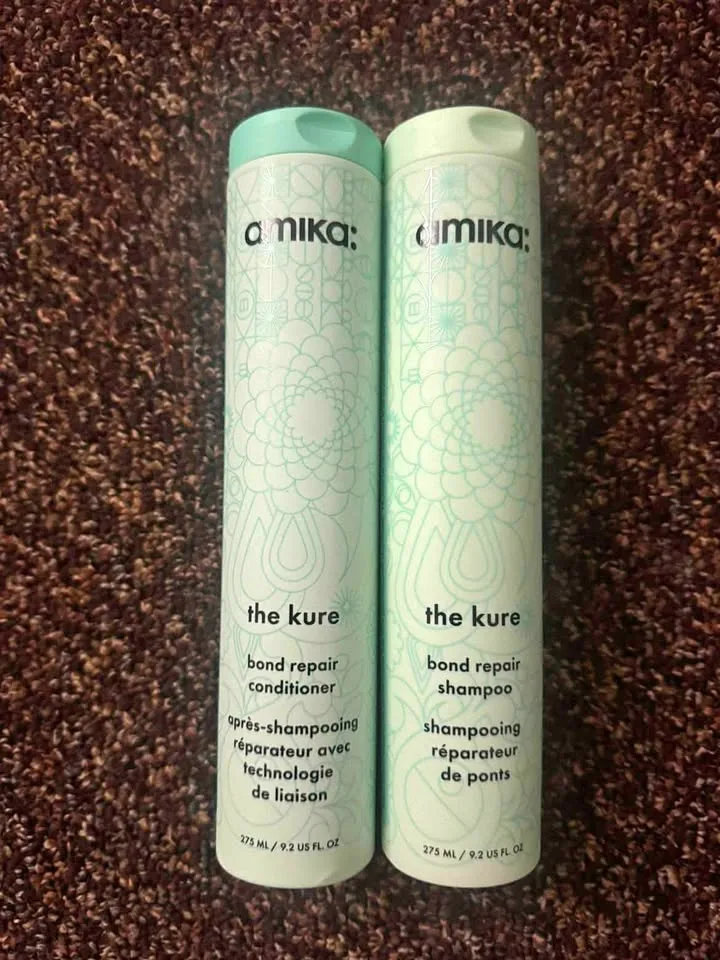 amika:
the kure
bond repair
conditioner
après-shampooing
réparateur avec
technologie
de liaison
275 ML / 9.2 US FL. OZ
amika:
the kure
bond repair
shampoo
shampooing
réparateur
de ponts
275 ML / 9.2 US FL. OZ